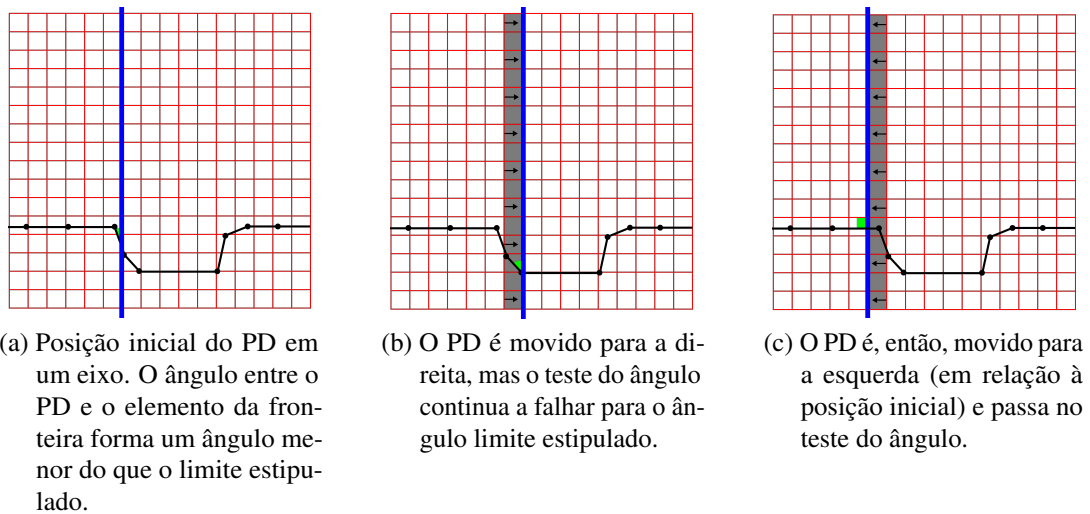 (a) Posição inicial do PD em
um eixo. O ângulo entre o
PD e o elemento da fron-
teira forma um ângulo me-
nor do que o limite estipu-
lado.
(b) O PD é movido para a di-
reita, mas o teste do ângulo
continua a falhar para o ân-
gulo limite estipulado.
(c) O PD é, então, movido para
a esquerda (em relação à
posição inicial) e passa no
teste do ângulo.